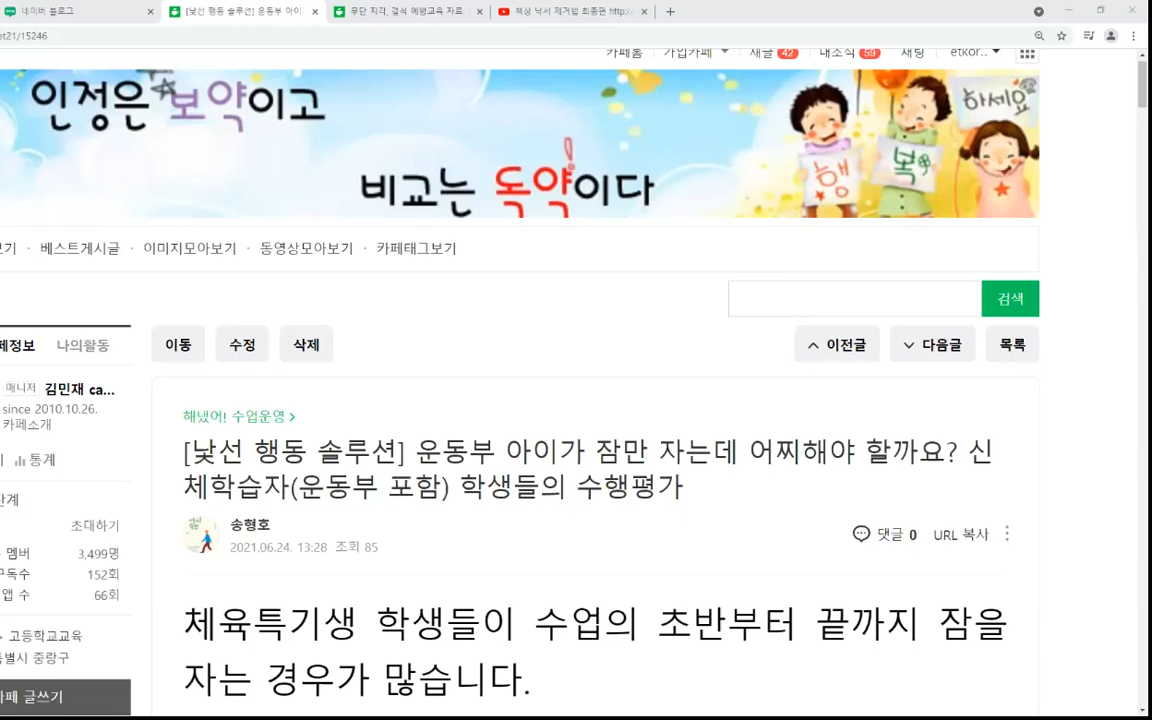 네이버 블로그
[낯선 행동 솔루션] 운동부 아이
무단 지각, 결석 예방교육 자료.
책상 낙서 제거법 최종편 http:/
et21/15246
카페홈 가입카페 새글 42 내소식 59 채팅 etkor..
인정은 보약이고
비교는 독약이다
하세요
행
복
보기 · 베스트게시글 · 이미지모아보기 · 동영상모아보기 · 카페태그보기
검색
페정보 나의활동
이동 수정 삭제
이전글 다음글 목록
매니저 김민재 ca...
since 2010.10.26.
카페소개
통계
해냈어! 수업운영 >
[낯선 행동 솔루션] 운동부 아이가 잠만 자는데 어찌해야 할까요? 신
체학습자(운동부 포함) 학생들의 수행평가
초대하기
송형호
2021.06.24. 13:28 조회 85
댓글 0 URL 복사
멤버 3,499명
구독수 152회
앱 수 66회
고등학교교육
특별시 중랑구
카페 글쓰기
체육특기생 학생들이 수업의 초반부터 끝까지 잠을
자는 경우가 많습니다.